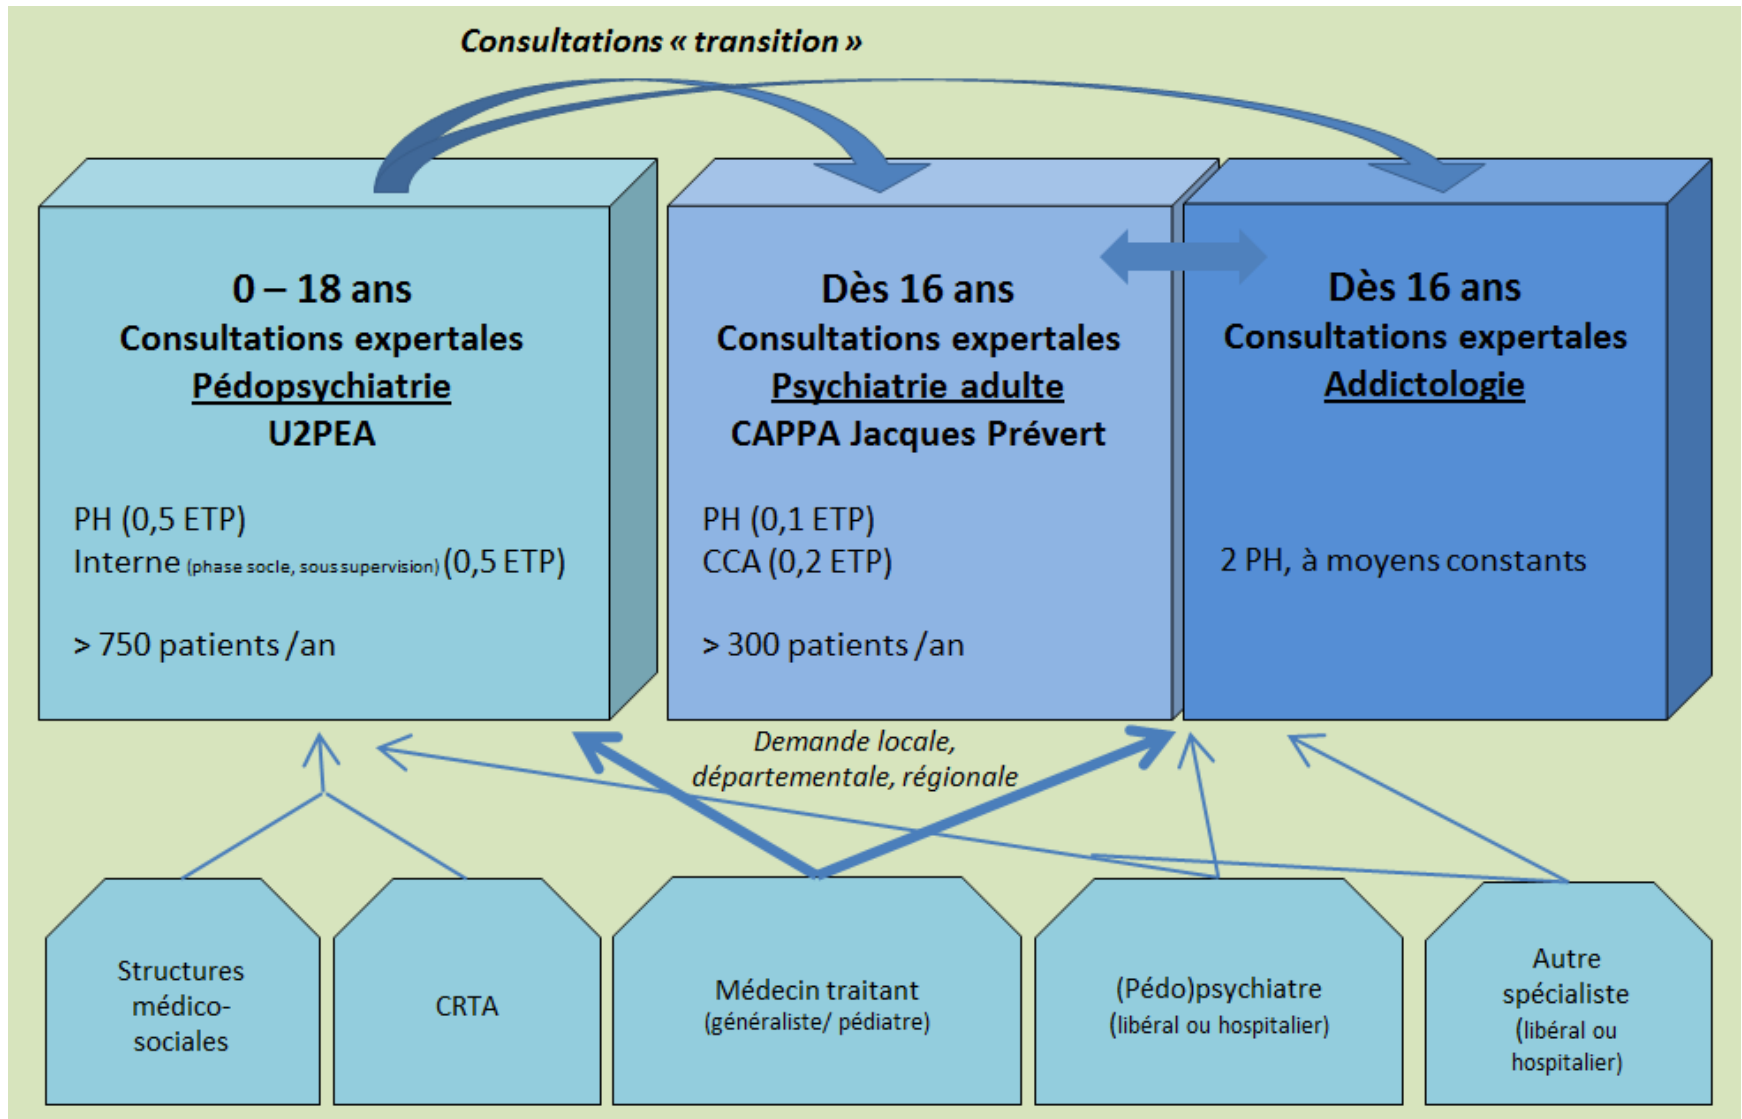 Consultations « transition »
0 – 18 ans
Consultations expertales
Pédopsychiatrie
U2PEA
PH (0,5 ETP)
Interne (phase socle, sous supervision) (0,5 ETP)
> 750 patients /an
Dès 16 ans
Consultations expertales
Psychiatrie adulte
CAPPA Jacques Prévert
PH (0,1 ETP)
CCA (0,2 ETP)
> 300 patients /an
Dès 16 ans
Consultations expertales
Addictologie
2 PH, à moyens constants
Demande locale,
départementale, régionale
Structures
médico-
sociales
CRTA
Médecin traitant
(généraliste/ pédiatre)
(Pédo)psychiatre
(libéral ou hospitalier)
Autre
spécialiste
(libéral ou
hospitalier)